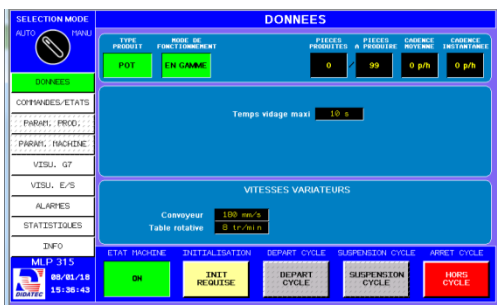 SELECTION MODE
DONNEES
AUTO MANU
TYPE PRODUIT
MODE DE FONCTIONNEMENT
PIECES PRODUITES
PIECES A PRODUIRE
CADENCE MOYENNE
CADENCE INSTANTANEE
POT
EN GAMME
0 / 99
0 p/h
0 p/h
DONNEES
COMMANDES/ETATS
PARAM. PROD.
PARAM. MACHINE
VISU. G7
VISU. E/S
ALARMES
STATISTIQUES
INFO
Temps vidage maxi 10 s
VITESSES VARIATEURS
Convoyeur 180 mm/s
Table rotative 8 tr/min
MLP 315
08/01/18
15:36:43
DIDATEC
ETAT MACHINE
INITIALISATION
DEPART CYCLE
SUSPENSION CYCLE
ARRET CYCLE
ON
INIT REQUISE
DEPART CYCLE
SUSPENSION CYCLE
HORS CYCLE